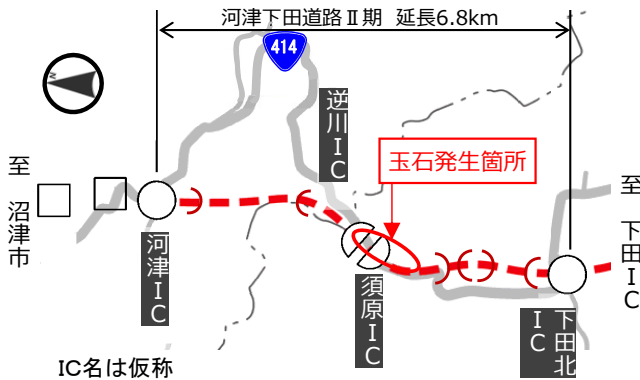 河津下田道路Ⅱ期 延長6.8km
414
N
逆川IC
玉石発生箇所
至 沼津市
至 下田IC
河津IC
須原IC
下田北IC
IC名は仮称